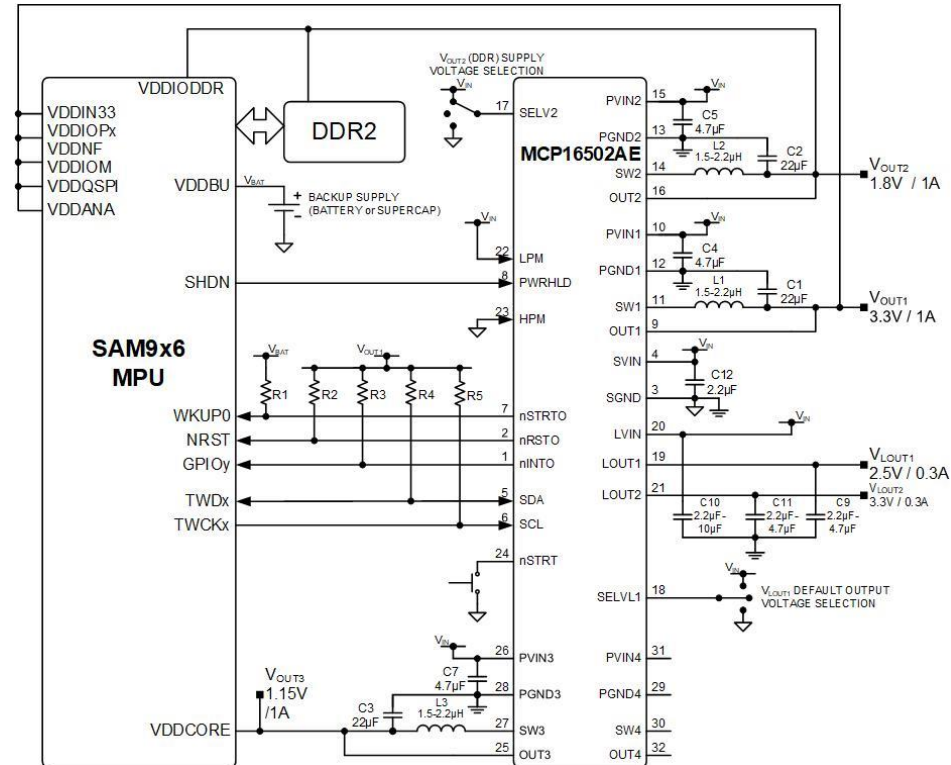 VDDIODDR
VDDIN33
VDDIOPx
VDDNF
VDDIOM
VDDQSPI
VDDANA
DDR2
VDDBU
VBAT
+
-
BACKUP SUPPLY
(BATTERY or SUPERCAP)
SHDN
SAM9x6
MPU
VBAT
VOUT1
R1
R2
R3
R4
R5
WKUP0
NRST
GPIOy
TWDx
TWCKx
VOUT3
1.15V
/1A
VDDCORE
VOUT2 (DDR) SUPPLY
VOLTAGE SELECTION
VIN
17
SELV2
MCP16502AE
VIN
22
LPM
8
PWRHLD
23
HPM
7
nSTRTO
2
nRSTO
1
nINTO
5
SDA
6
SCL
24
nSTRT
VIN
26
PVIN3
C7
4.7µF
28
PGND3
C3
22µF
L3
1.5-2.2µH
27
SW3
25
OUT3
PVIN2
15
VIN
C5
4.7µF
PGND2
13
L2
1.5-2.2µH
C2
22µF
SW2
14
OUT2
16
VOUT2
1.8V / 1A
PVIN1
10
VIN
C4
4.7µF
PGND1
12
L1
1.5-2.2µH
C1
22µF
SW1
11
OUT1
9
VOUT1
3.3V / 1A
SVIN
4
VIN
C12
2.2µF
SGND
3
LVIN
20
VIN
LOUT1
19
VLOUT1
2.5V / 0.3A
LOUT2
21
VLOUT2
3.3V / 0.3A
C10
2.2µF-
10µF
C11
2.2µF-
4.7µF
C9
2.2µF-
4.7µF
SELVL1
18
VIN
VLOUT1 DEFAULT OUTPUT
VOLTAGE SELECTION
PVIN4
31
PGND4
29
SW4
30
OUT4
32